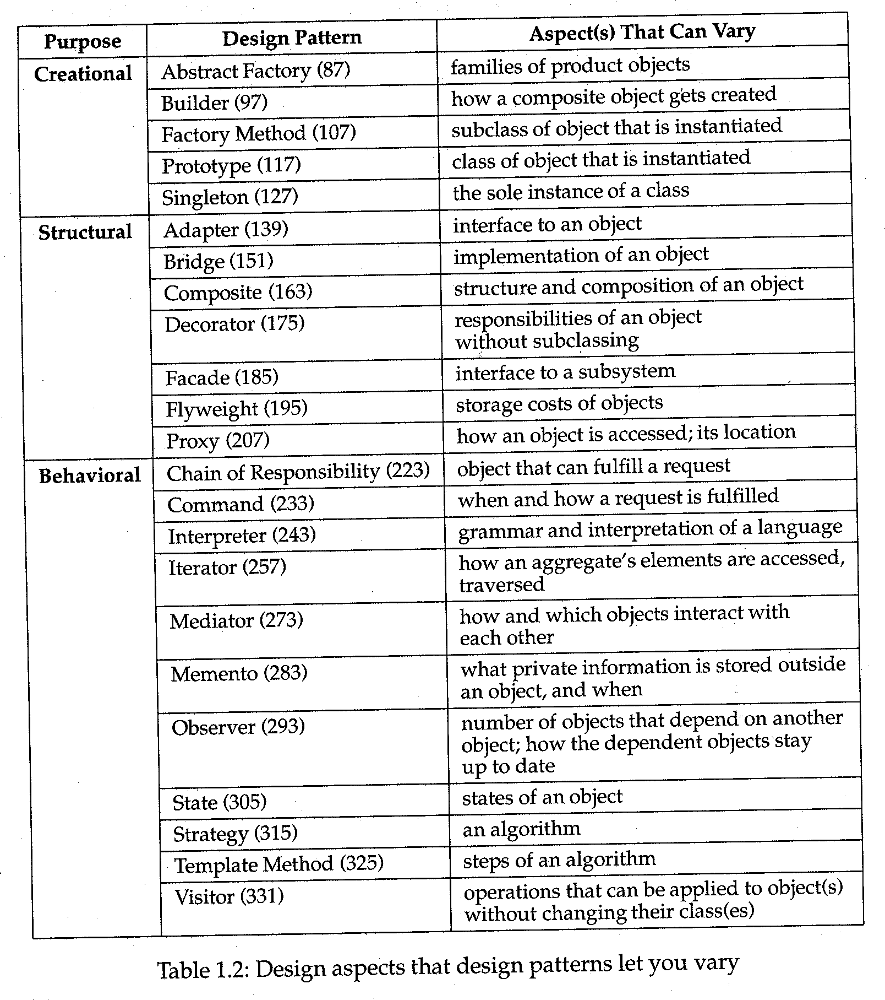 Purpose Design Pattern Aspect(s) That Can Vary
Creational Abstract Factory (87) families of product objects
Builder (97) how a composite object gets created
Factory Method (107) subclass of object that is instantiated
Prototype (117) class of object that is instantiated
Singleton (127) the sole instance of a class
Structural Adapter (139) interface to an object
Bridge (151) implementation of an object
Composite (163) structure and composition of an object
Decorator (175) responsibilities of an object
without subclassing
Facade (185) interface to a subsystem
Flyweight (195) storage costs of objects
Proxy (207) how an object is accessed; its location
Behavioral Chain of Responsibility (223) object that can fulfill a request
Command (233) when and how a request is fulfilled
Interpreter (243) grammar and interpretation of a language
Iterator (257) how an aggregate's elements are accessed,
traversed
Mediator (273) how and which objects interact with
each other
Memento (283) what private information is stored outside
an object, and when
Observer (293) number of objects that depend on another
object; how the dependent objects stay
up to date
State (305) states of an object
Strategy (315) an algorithm
Template Method (325) steps of an algorithm
Visitor (331) operations that can be applied to object(s)
without changing their class(es)
Table 1.2: Design aspects that design patterns let you vary